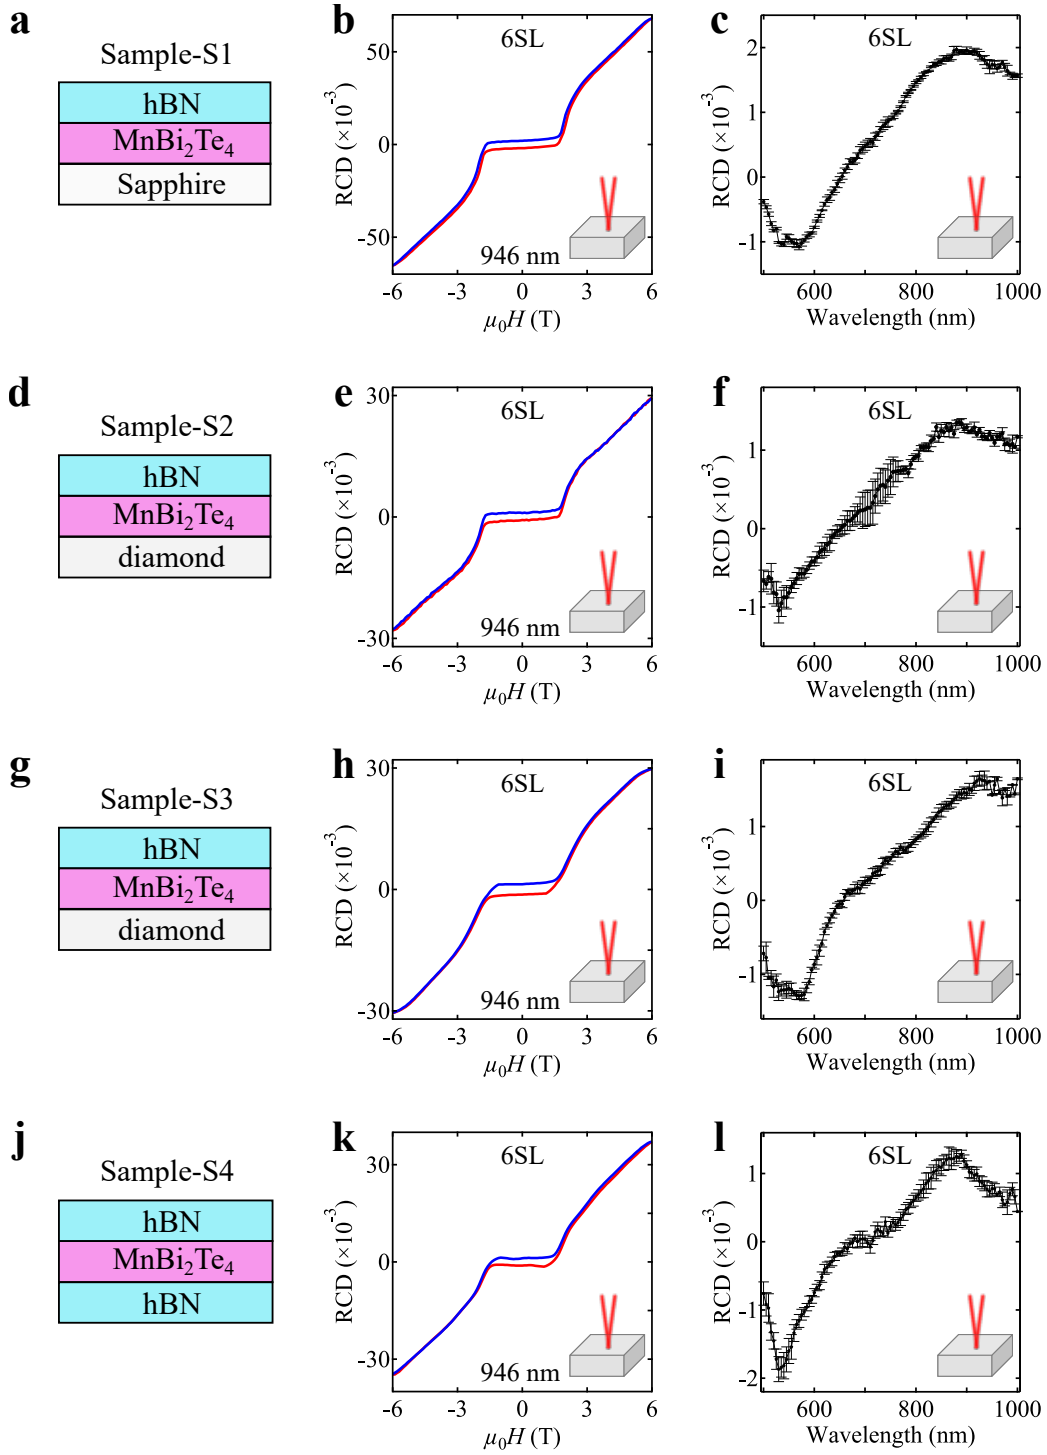 a
Sample-S1
hBN
MnBi₂Te₄
Sapphire
b
6SL
RCD (×10⁻³)
50
0
-50
946 nm
-6 -3 0 3 6
μ₀H (T)
c
6SL
RCD (×10⁻³)
2
1
0
-1
600 800 1000
Wavelength (nm)
d
Sample-S2
hBN
MnBi₂Te₄
diamond
e
6SL
RCD (×10⁻³)
30
0
-30
946 nm
-6 -3 0 3 6
μ₀H (T)
f
6SL
RCD (×10⁻³)
1
0
-1
600 800 1000
Wavelength (nm)
g
Sample-S3
hBN
MnBi₂Te₄
diamond
h
6SL
RCD (×10⁻³)
30
0
-30
946 nm
-6 -3 0 3 6
μ₀H (T)
i
6SL
RCD (×10⁻³)
1
0
-1
600 800 1000
Wavelength (nm)
j
Sample-S4
hBN
MnBi₂Te₄
hBN
k
6SL
RCD (×10⁻³)
30
0
-30
946 nm
-6 -3 0 3 6
μ₀H (T)
l
6SL
RCD (×10⁻³)
1
0
-1
-2
600 800 1000
Wavelength (nm)